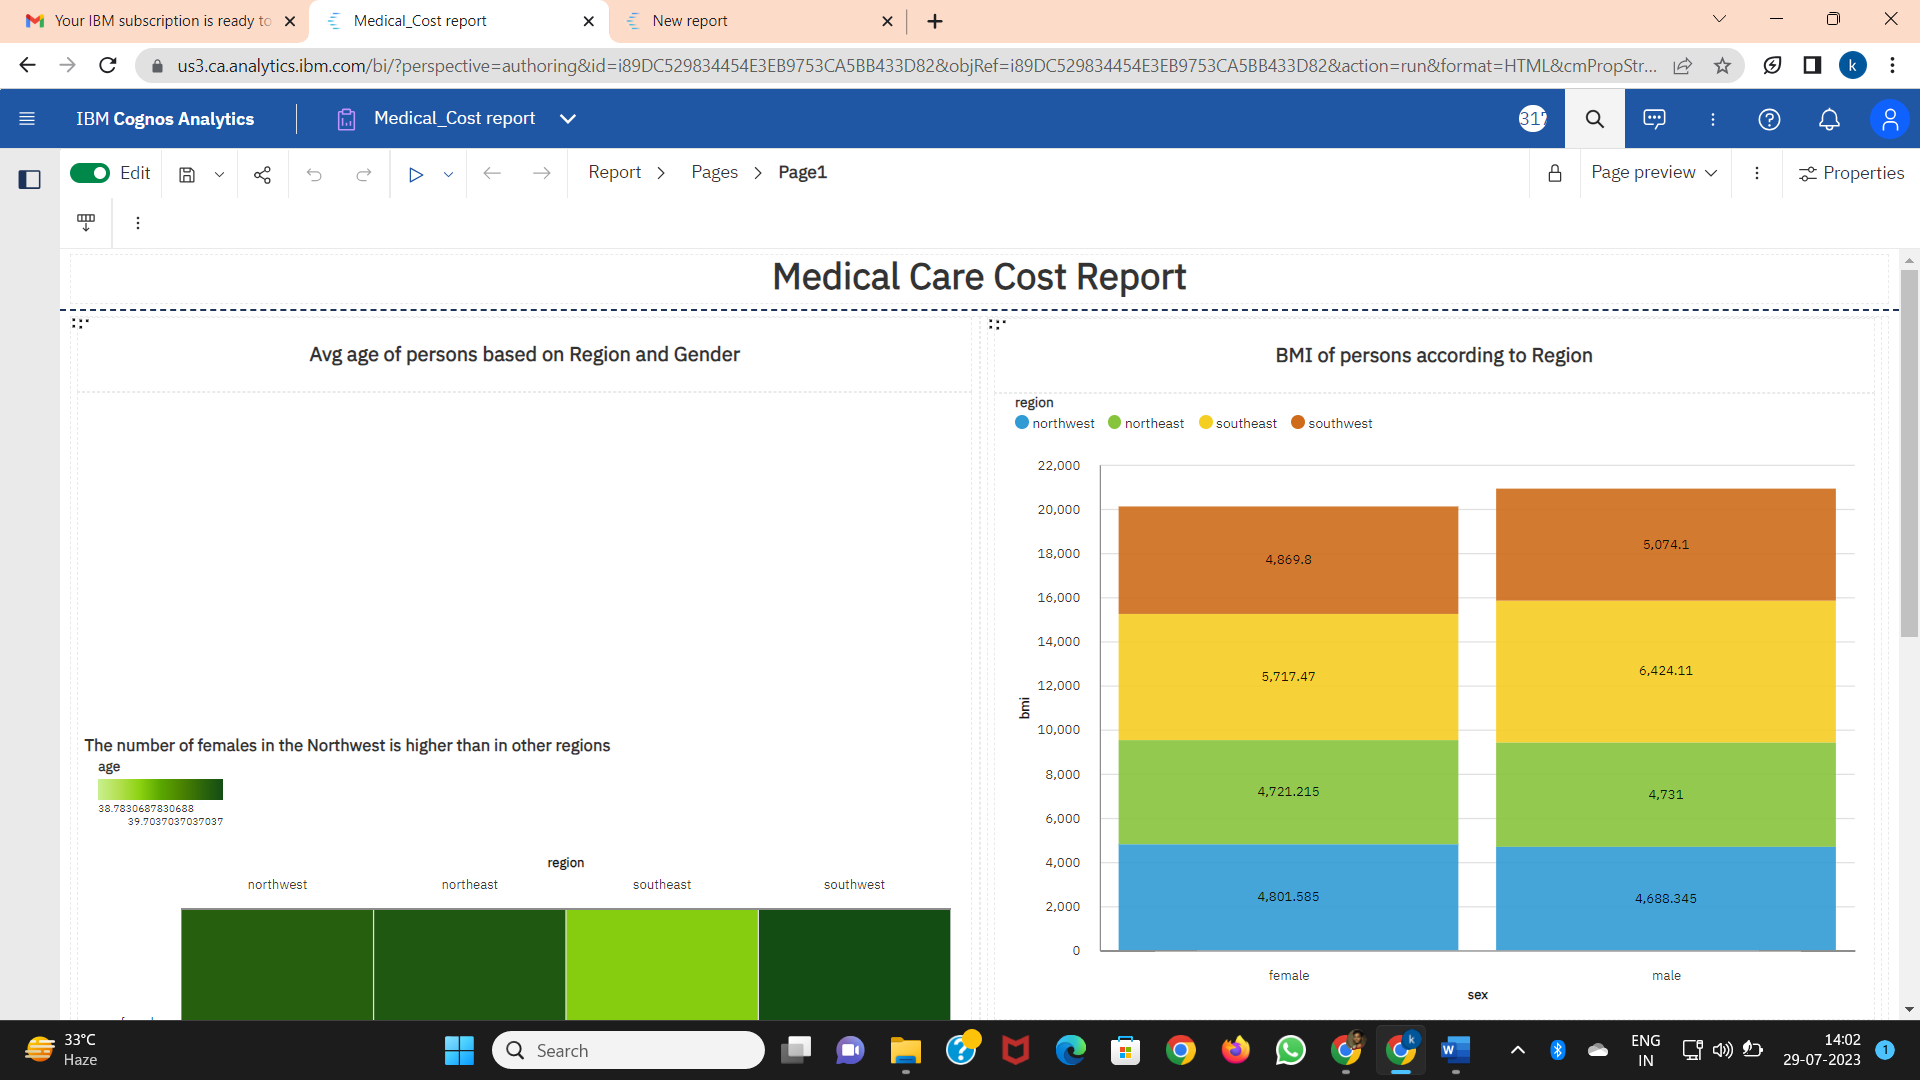 Your IBM subscription is ready to
Medical_Cost report
New report
us3.ca.analytics.ibm.com/bi/?perspective=authoring&id=i89DC529834454E3EB9753CA5BB433D82&objRef=i89DC529834454E3EB9753CA5BB433D82&action=run&format=HTML&cmPropStr...
k
IBM Cognos Analytics
Medical_Cost report
317
Edit
Report > Pages > Page1
Page preview
Properties
Medical Care Cost Report
Avg age of persons based on Region and Gender
The number of females in the Northwest is higher than in other regions
age
38.7830687830688
39.7037037037037
region
northwest northeast southeast southwest
BMI of persons according to Region
region
northwest northeast southeast southwest
22,000
20,000
18,000
16,000
14,000
12,000
10,000
8,000
6,000
4,000
2,000
0
bmi
4,869.8
5,717.47
4,721.215
4,801.585
5,074.1
6,424.11
4,731
4,688.345
female male
sex
33°C
Haze
Search
k
W
ENG
IN
14:02
29-07-2023
1